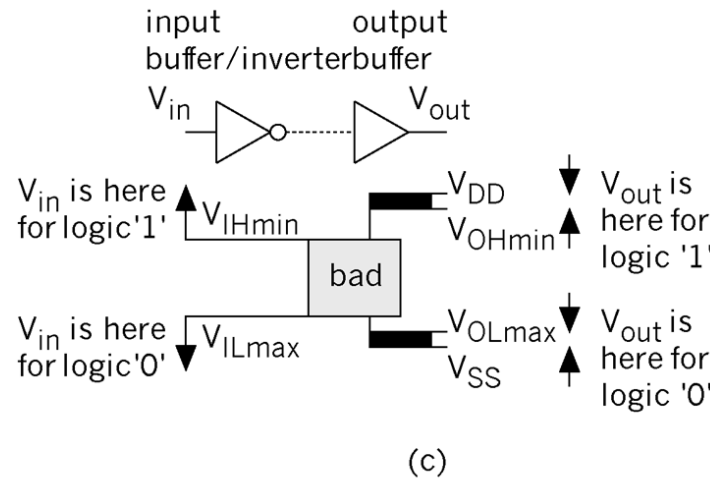 input output
buffer/inverterbuffer
Vin Vout
Vin is here
for logic'1'
VIHmin
VDD
VOHmin
Vout is
here for
logic '1'
bad
Vin is here
for logic'0'
VILmax
VOLmax
VSS
Vout is
here for
logic '0'
(c)